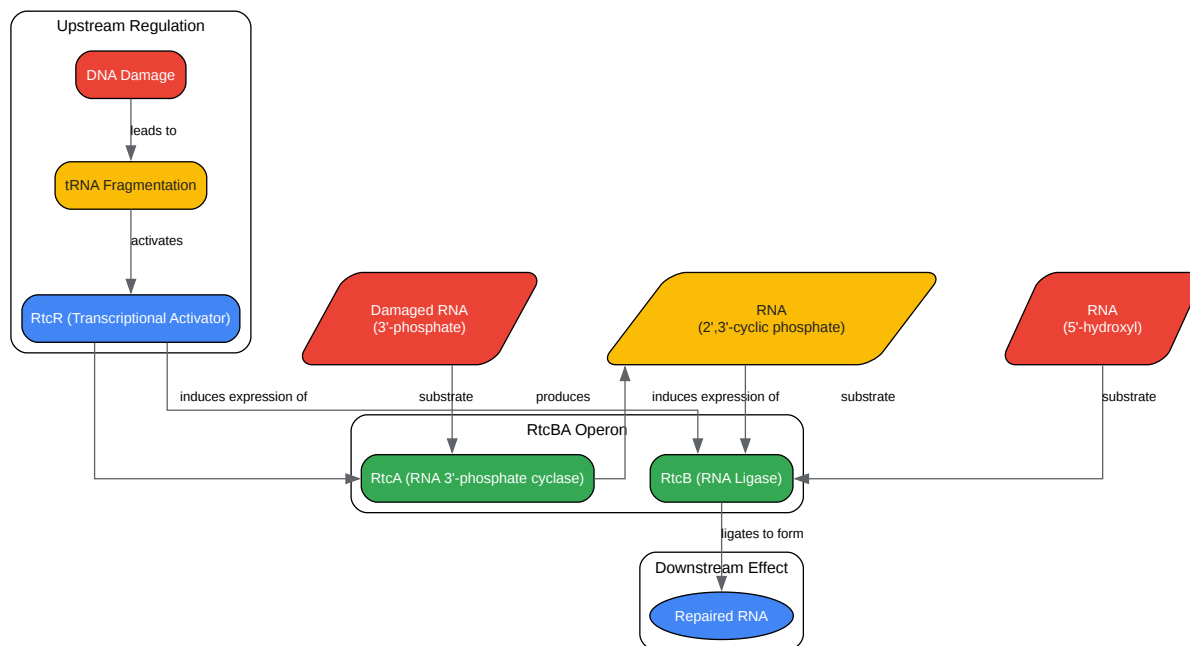 Upstream Regulation
DNA Damage
leads to
tRNA Fragmentation
activates
RtcR (Transcriptional Activator)
Damaged RNA
(3'-phosphate)
RNA
(2',3'-cyclic phosphate)
RNA
(5'-hydroxyl)
induces expression of
substrate
produces
induces expression of
substrate
substrate
RtcBA Operon
RtcA (RNA 3'-phosphate cyclase)
RtcB (RNA Ligase)
ligates to form
Downstream Effect
Repaired RNA